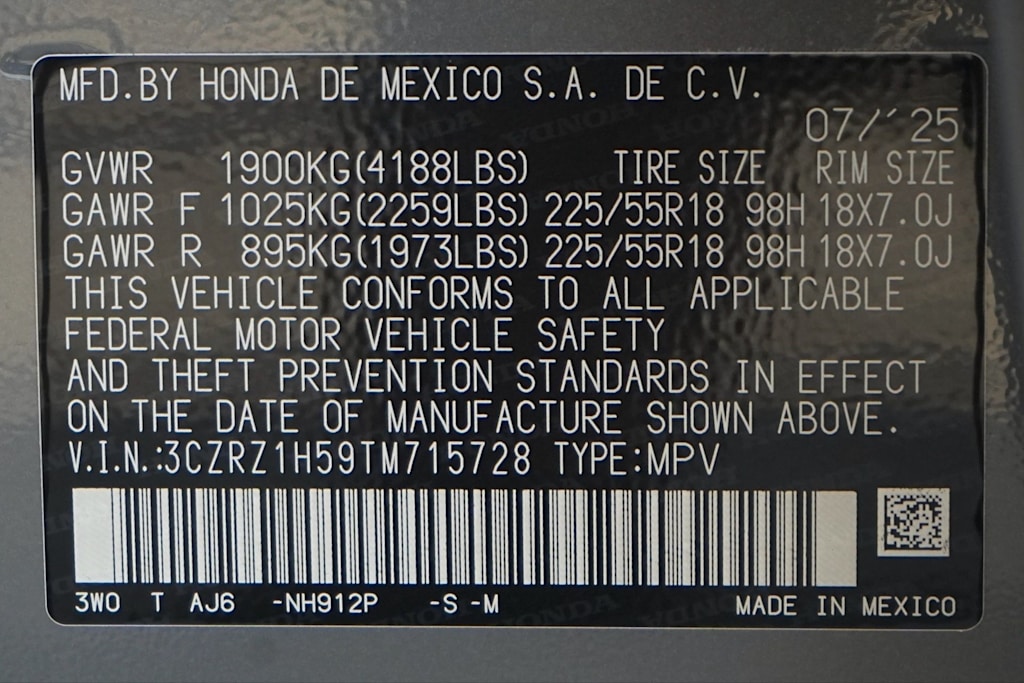 MFD.BY HONDA DE MEXICO S.A. DE C.V.
07/´25
GVWR 1900KG(4188LBS) TIRE SIZE RIM SIZE
GAWR F 1025KG(2259LBS) 225/55R18 98H 18X7.0J
GAWR R 895KG(1973LBS) 225/55R18 98H 18X7.0J
THIS VEHICLE CONFORMS TO ALL APPLICABLE
FEDERAL MOTOR VEHICLE SAFETY
AND THEFT PREVENTION STANDARDS IN EFFECT
ON THE DATE OF MANUFACTURE SHOWN ABOVE.
V.I.N.:3CZRZ1H59TM715728 TYPE:MPV
3W0 T AJ6 -NH912P -S -M MADE IN MEXICO